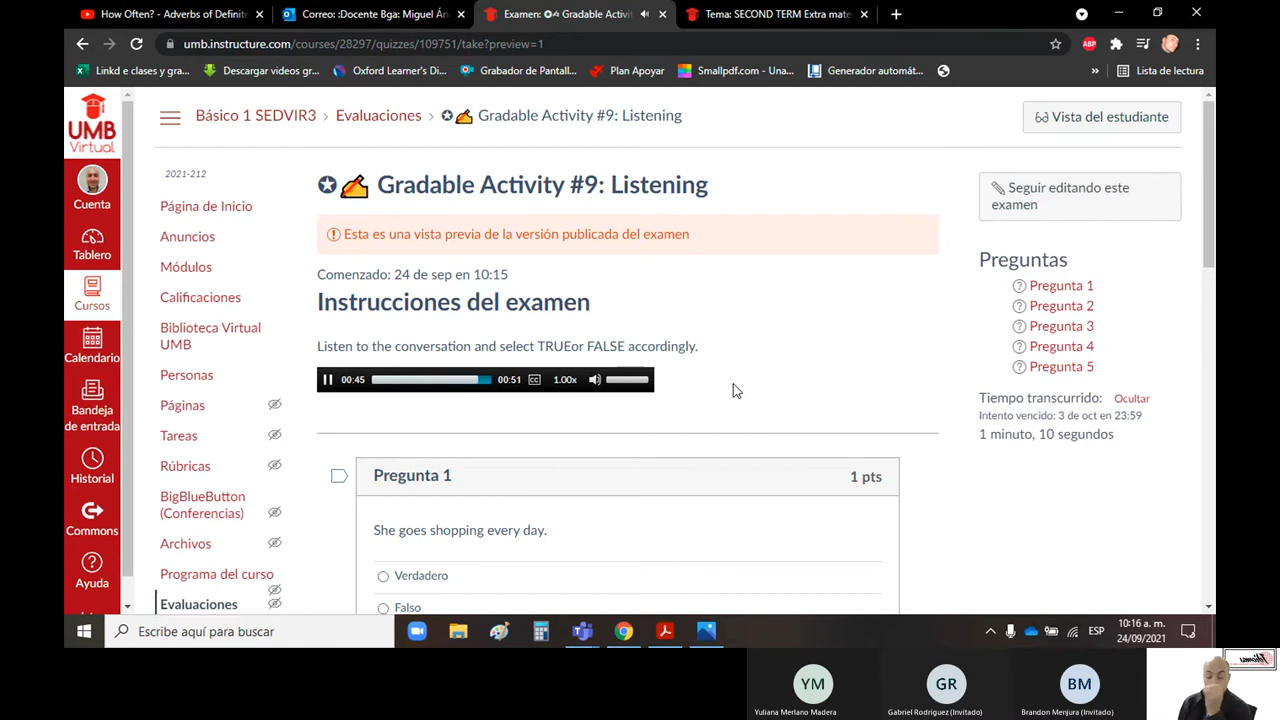 How Often? - Adverbs of Definite
Correo: :Docente Bga: Miguel Án
Examen: ✪✍ Gradable Activi
Tema: SECOND TERM Extra mate
umb.instructure.com/courses/28297/quizzes/109751/take?preview=1
ABP
Linkd e clases y gra...
Descargar videos gr...
Oxford Learner's Di...
Grabador de Pantall...
Plan Apoyar
Smallpdf.com - Una...
Generador automát...
»
Lista de lectura
UMB
Virtual
Básico 1 SEDVIR3 › Evaluaciones › ✪✍ Gradable Activity #9: Listening
Vista del estudiante
Cuenta
Tablero
Cursos
Calendario
Bandeja
de entrada
Historial
Commons
Ayuda
2021-212
Página de Inicio
Anuncios
Módulos
Calificaciones
Biblioteca Virtual
UMB
Personas
Páginas
Tareas
Rúbricas
BigBlueButton
(Conferencias)
Archivos
Programa del curso
Evaluaciones
✪✍ Gradable Activity #9: Listening
Esta es una vista previa de la versión publicada del examen
Comenzado: 24 de sep en 10:15
Instrucciones del examen
Listen to the conversation and select TRUEor FALSE accordingly.
00:45
00:51
CC
1.00x
Pregunta 1
1 pts
She goes shopping every day.
Verdadero
Falso
Seguir editando este
examen
Preguntas
Pregunta 1
Pregunta 2
Pregunta 3
Pregunta 4
Pregunta 5
Tiempo transcurrido: Ocultar
Intento vencido: 3 de oct en 23:59
1 minuto, 10 segundos
Escribe aquí para buscar
ESP
10:16 a. m.
24/09/2021
YM
Yuliana Merlano Madera
GR
Gabriel Rodriguez (Invitado)
BM
Brandon Menjura (Invitado)